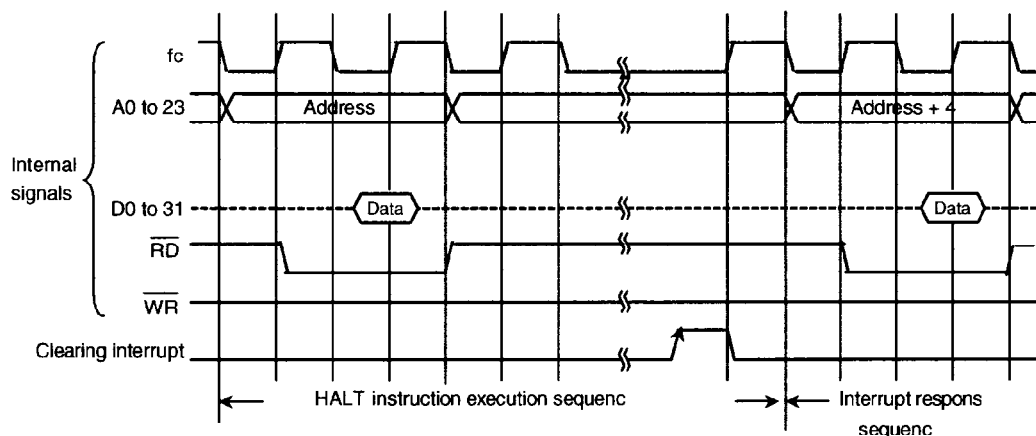 fc
A0 to 23
Address
Address + 4
Internal
signals
D0 to 31
Data
Data
RD
WR
Clearing interrupt
HALT instruction execution sequenc
Interrupt respons
sequenc